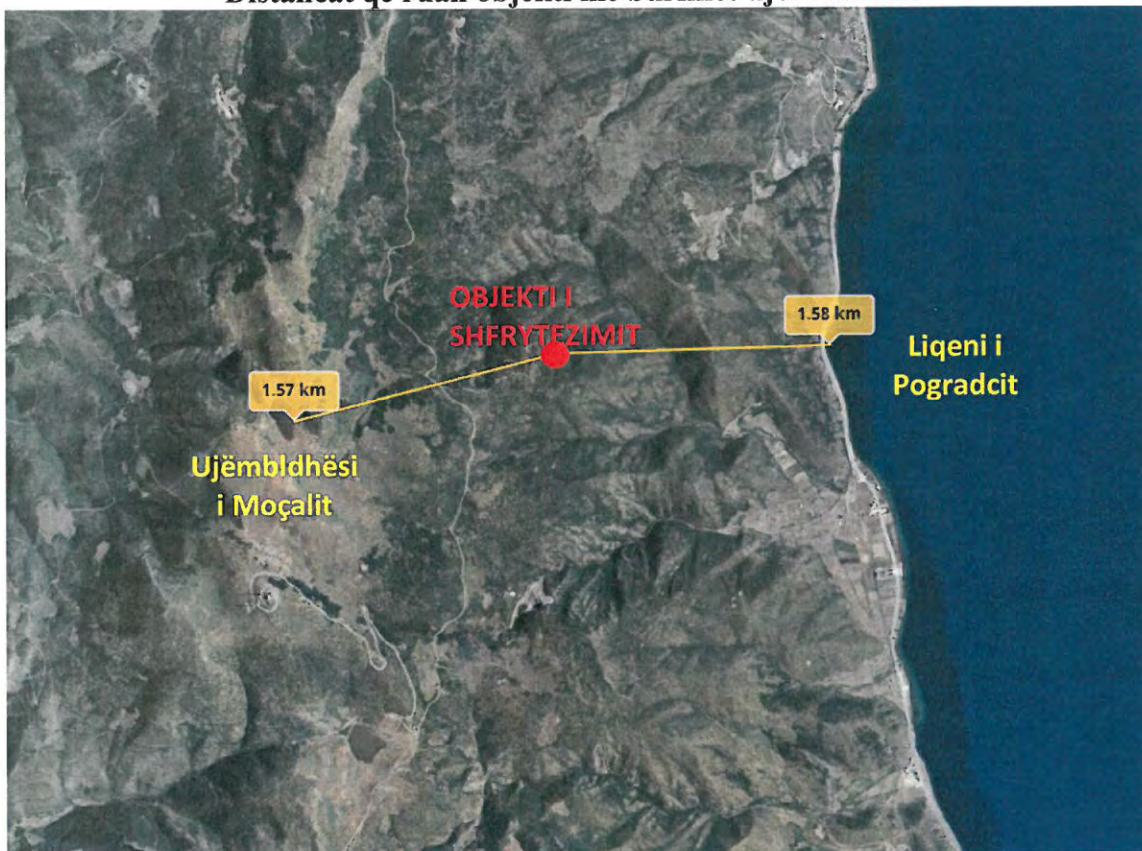 OBJEKTI I
SHFRYTEZIMIT
1.58 km
Liqeni i
Pogradcit
1.57 km
Ujëmbldhësi
i Moçalit